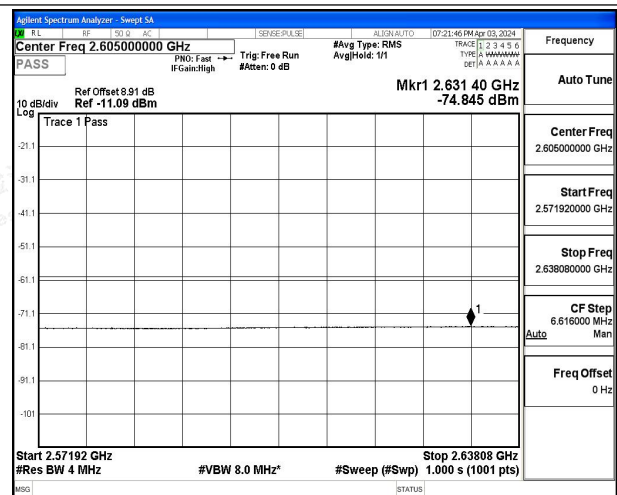 Agilent Spectrum Analyzer - Swept SA
RL RF 50 Ω AC SENSE:PULSE ALIGN AUTO 07:21:46 PM Apr 03, 2024
Center Freq 2.605000000 GHz
PASS
PNO: Fast
IFGain:High
Trig: Free Run
#Atten: 0 dB
#Avg Type: RMS
Avg|Hold: 1/1
TRACE 1 2 3 4 5 6
TYPE A WWWWW
DET A A A A A A
Ref Offset 8.91 dB
10 dB/div Ref -11.09 dBm
Log
Mkr1 2.631 40 GHz
-74.845 dBm
Trace 1 Pass
-21.1
-31.1
-41.1
-51.1
-61.1
-71.1
-81.1
-91.1
-101
1
Start 2.57192 GHz Stop 2.63808 GHz
#Res BW 4 MHz #VBW 8.0 MHz* #Sweep (#Swp) 1.000 s (1001 pts)
MSG STATUS
Frequency
Auto Tune
Center Freq
2.605000000 GHz
Start Freq
2.571920000 GHz
Stop Freq
2.638080000 GHz
CF Step
6.616000 MHz
Auto Man
Freq Offset
0 Hz